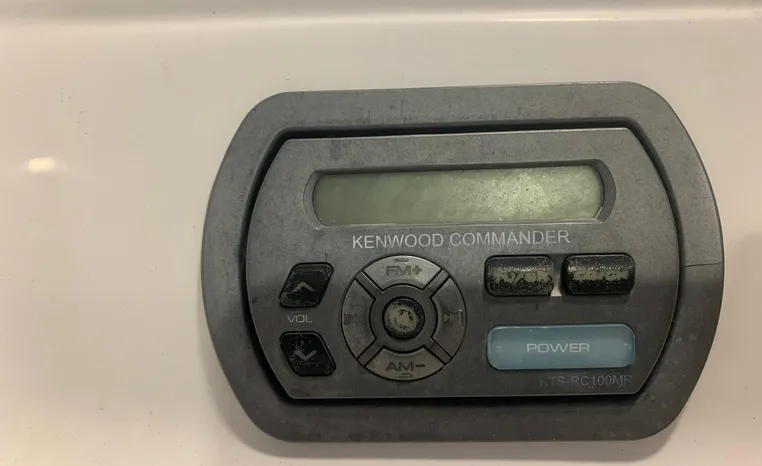 KENWOOD COMMANDER
FM+
VOL
AM-
POWER
KTS-RC100MR